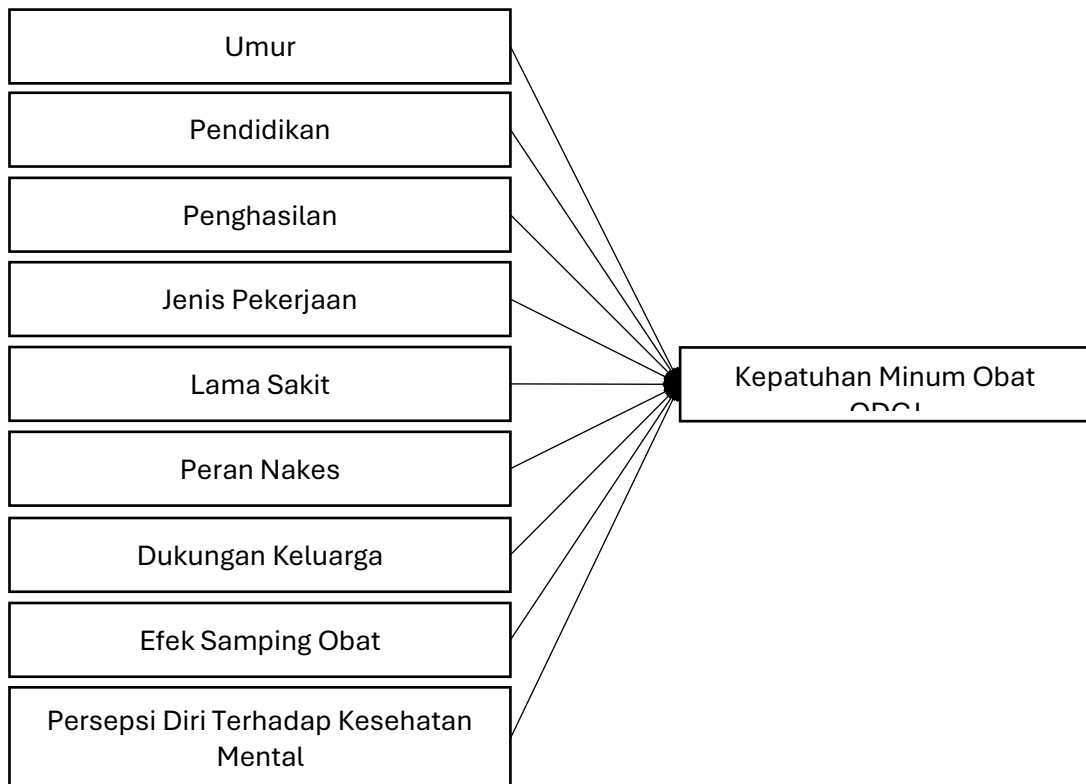 Umur
Pendidikan
Penghasilan
Jenis Pekerjaan
Lama Sakit
Peran Nakes
Dukungan Keluarga
Efek Samping Obat
Persepsi Diri Terhadap Kesehatan
Mental
Kepatuhan Minum Obat